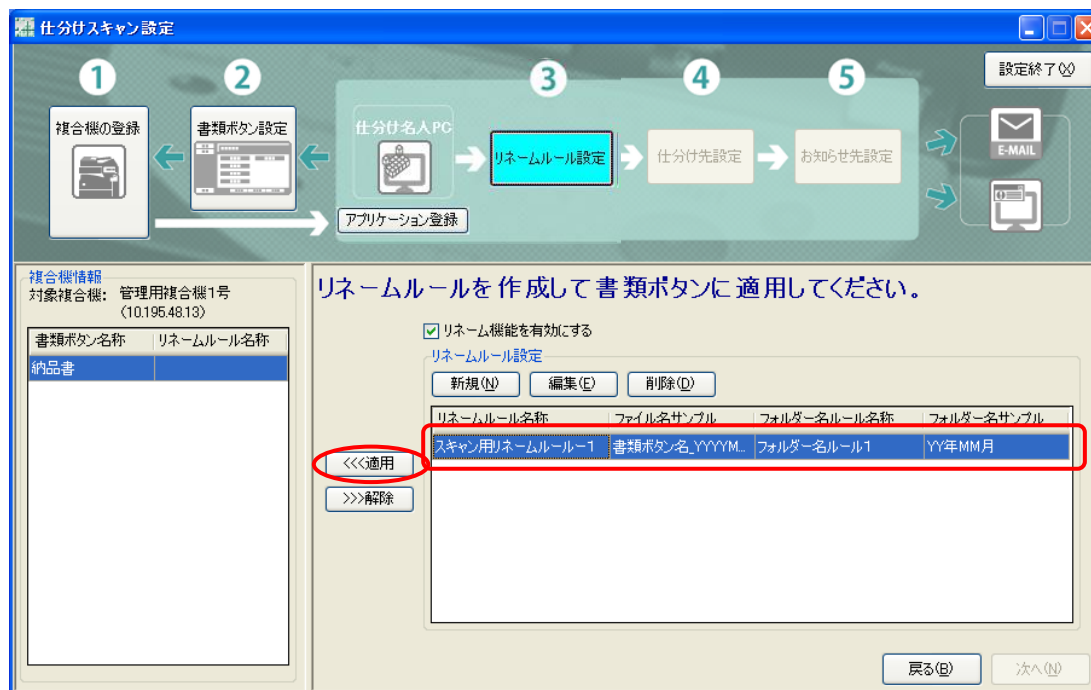 仕分けスキャン設定
1
2
3
4
5
設定終了(X)
複合機の登録
書類ボタン設定
仕分け名人PC
リネームルール設定
仕分け先設定
お知らせ先設定
E-MAIL
アプリケーション登録
複合機情報
対象複合機: 管理用複合機1号
(10.195.48.13)
書類ボタン名称 リネームルール名称
納品書
リネームルールを作成して書類ボタンに適用してください。
リネーム機能を有効にする
リネームルール設定
新規(N) 編集(E) 削除(D)
リネームルール名称 ファイル名サンプル フォルダー名ルール名称 フォルダー名サンプル
スキャン用リネームルールー1 書類ボタン名_YYYYM... フォルダー名ルール1 YY年MM月
<<<適用
>>>解除
戻る(B) 次へ(N)